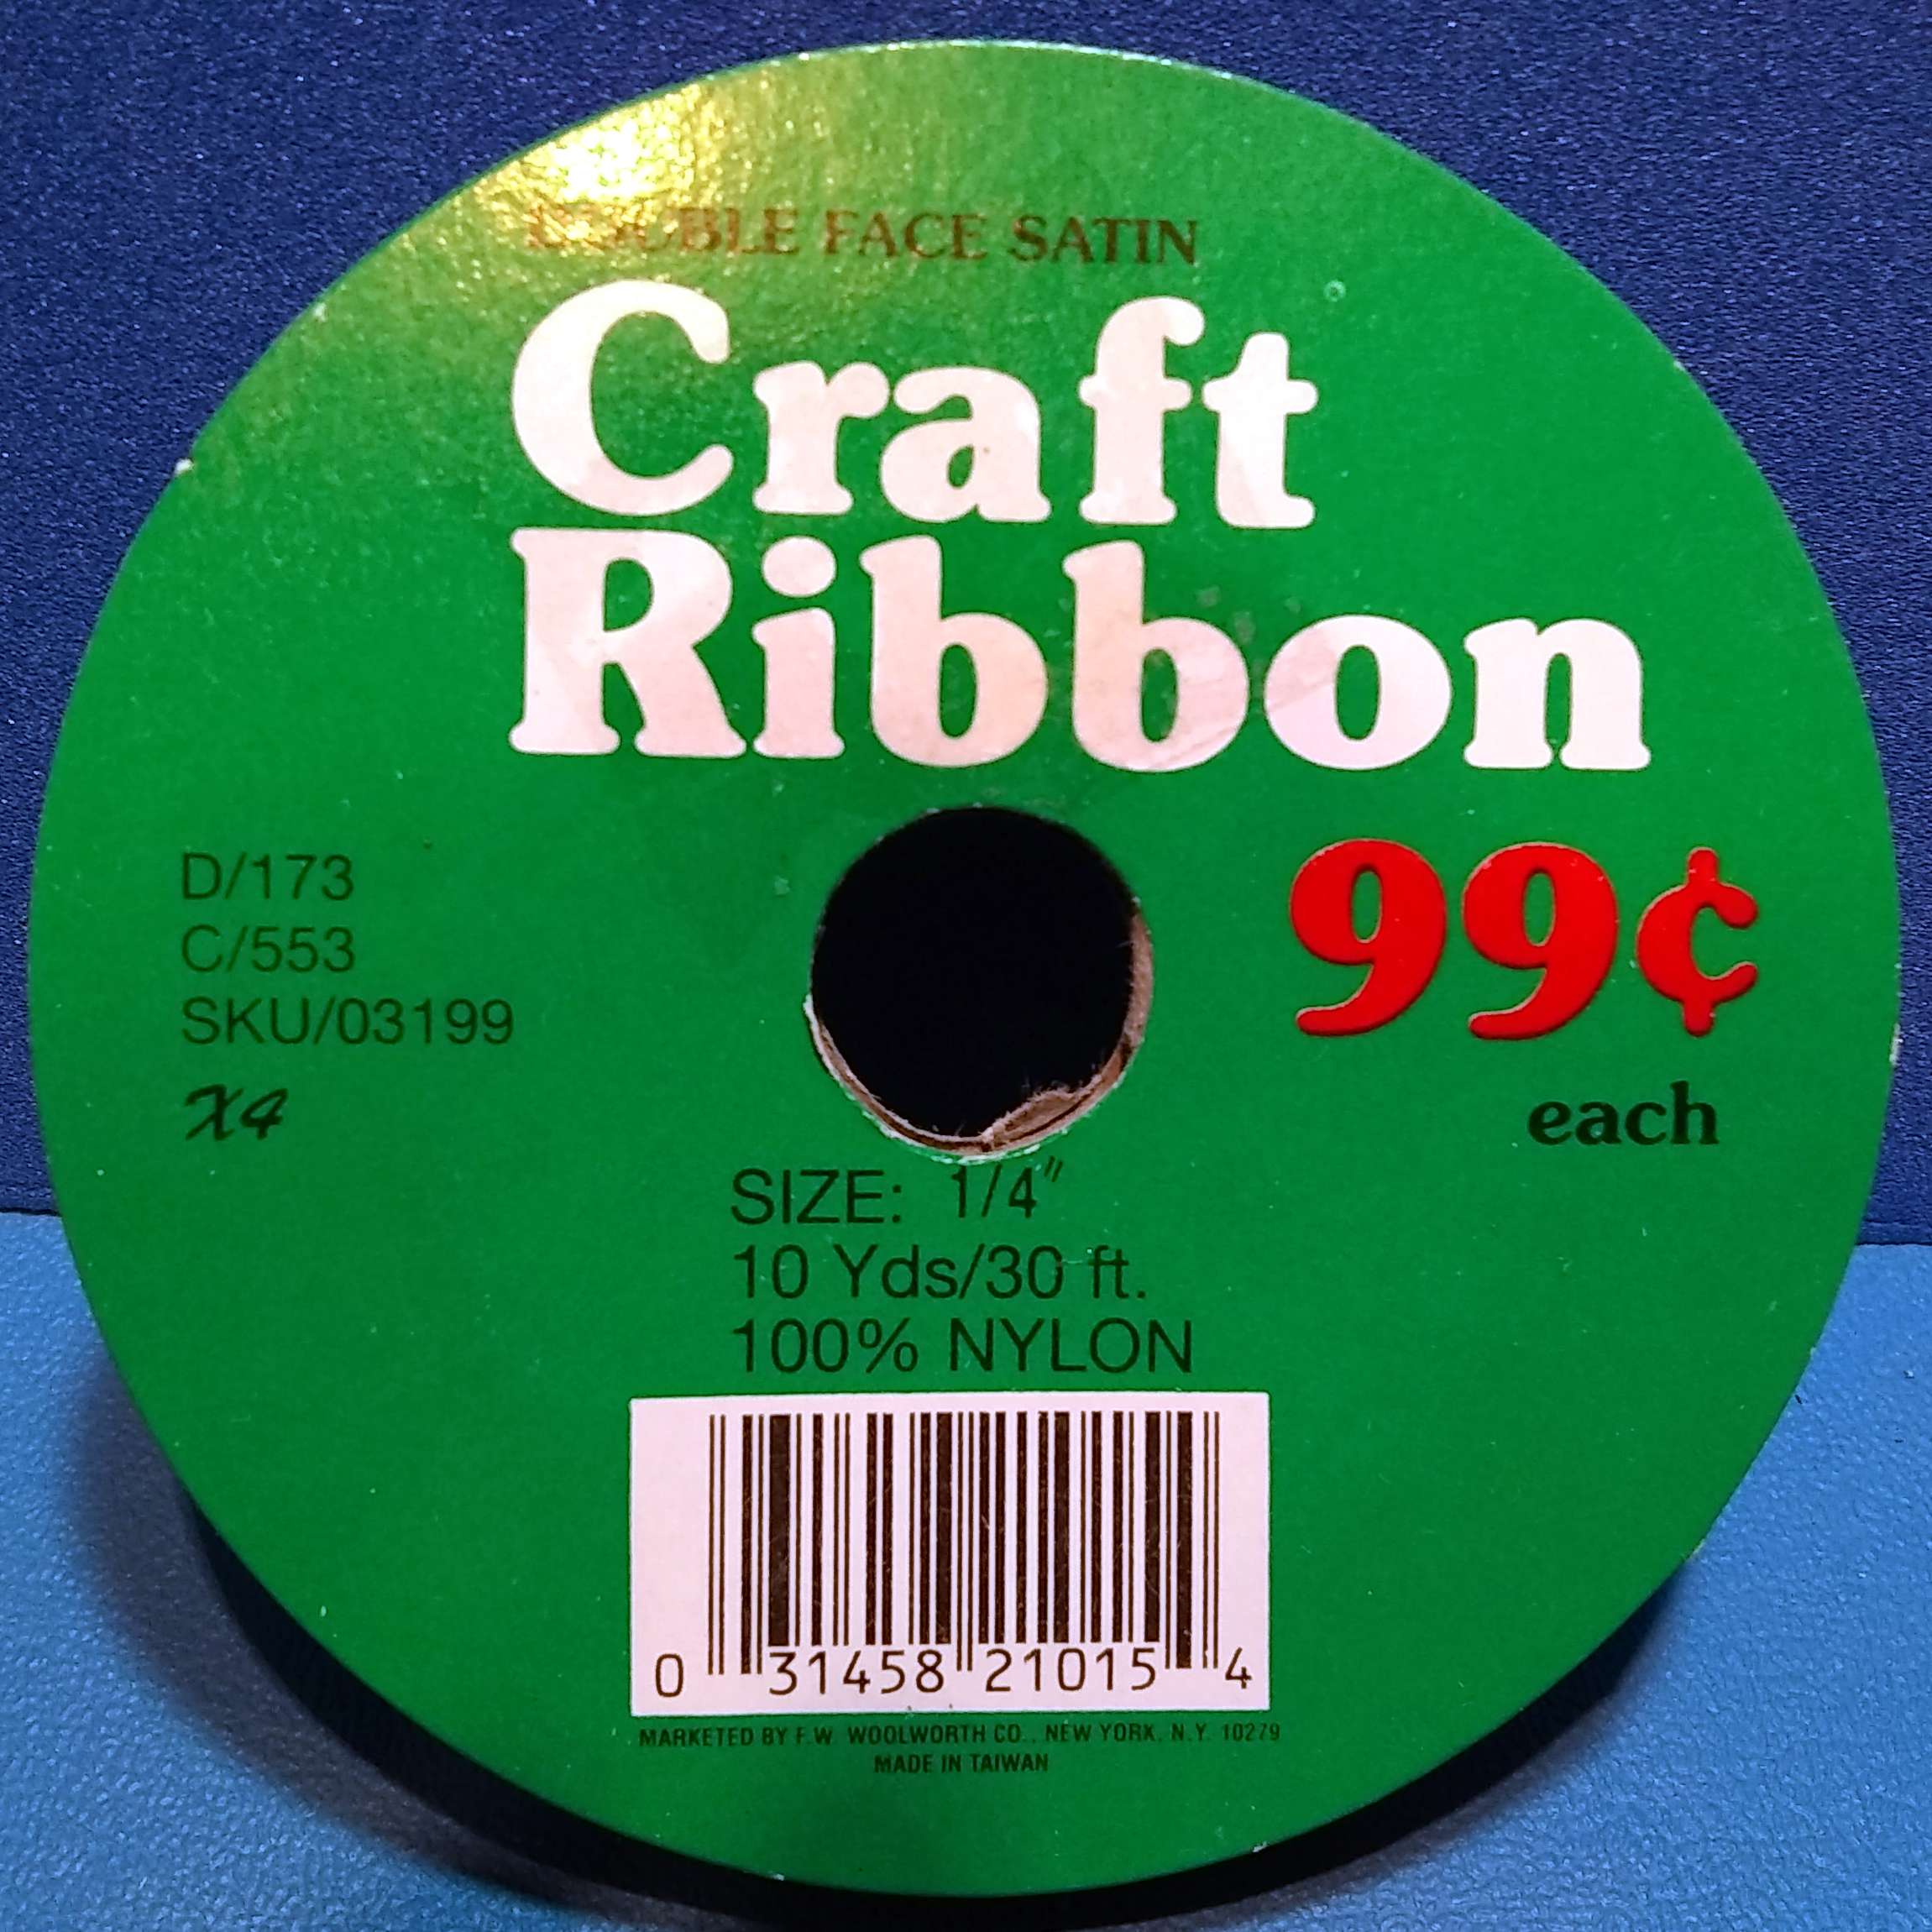 DOUBLE FACE SATIN
Craft
Ribbon
D/173
C/553
SKU/03199
X4
99¢
each
SIZE: 1/4"
10 Yds/30 ft.
100% NYLON
0 31458 21015 4
MARKETED BY F.W. WOOLWORTH CO., NEW YORK, N.Y. 10279
MADE IN TAIWAN